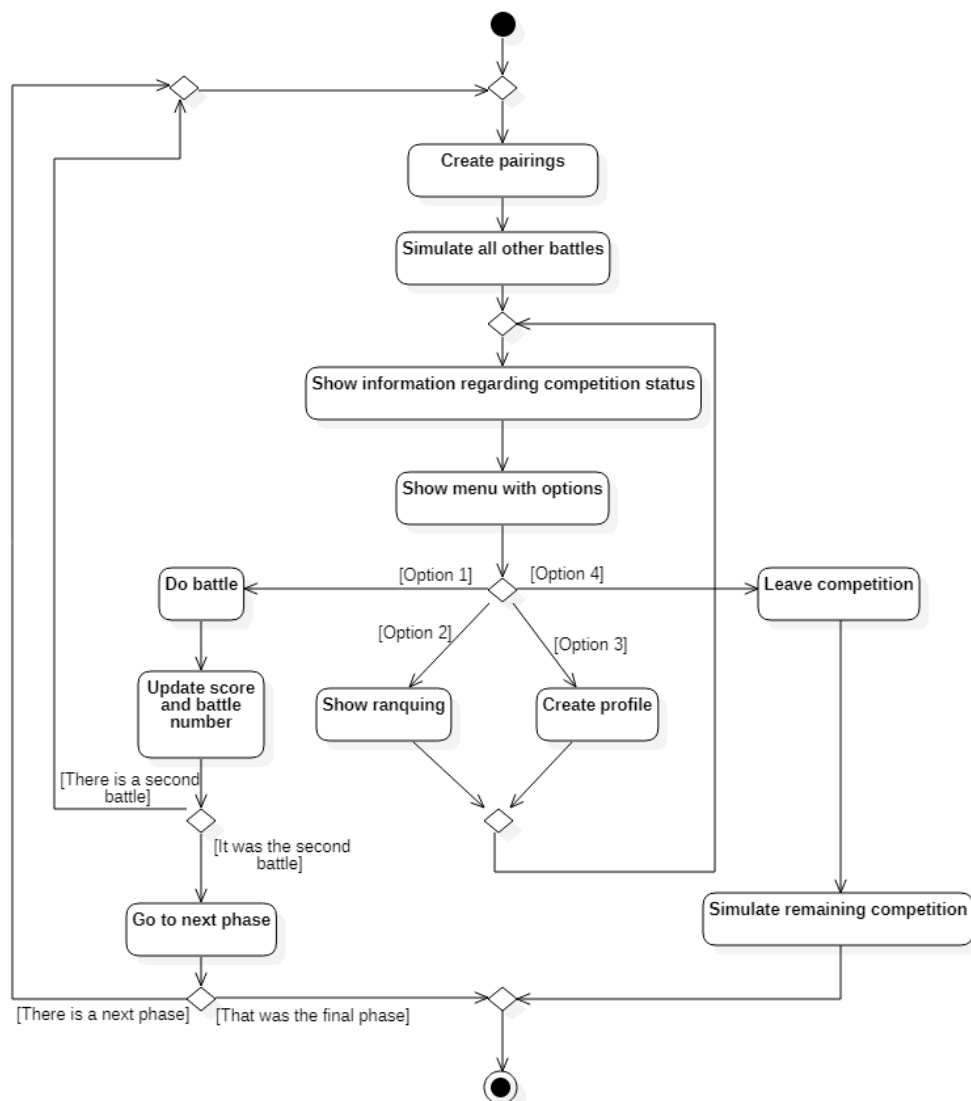 Create pairings
Simulate all other battles
Show information regarding competition status
Show menu with options
[Option 1]
[Option 4]
Do battle
Leave competition
[Option 2]
[Option 3]
Update score
and battle
number
Show ranquing
Create profile
[There is a second
battle]
[It was the second
battle]
Go to next phase
Simulate remaining competition
[There is a next phase]
[That was the final phase]